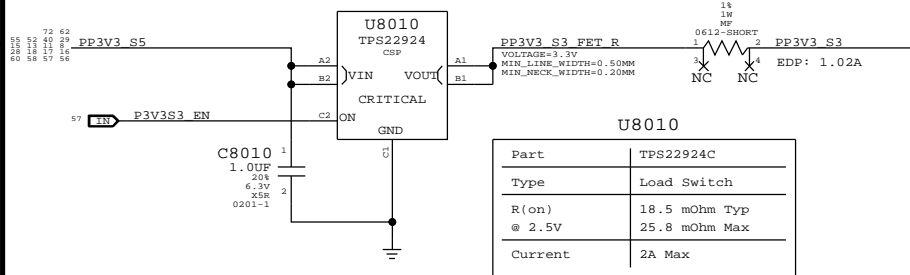 72 62
55 52 40 29
15 13 11 8
28 18 17 16
60 58 57 56
PP3V3_S5
U8010
TPS22924
CSP
A2
B2
VIN
VOUT
A1
B1
CRITICAL
57 IN P3V3S3_EN
C2
ON
GND
C1
C8010
1.0UF
20%
6.3V
X5R
0201-1
1
2
PP3V3_S3_FET_R
VOLTAGE=3.3V
MIN_LINE_WIDTH=0.50MM
MIN_NECK_WIDTH=0.20MM
1%
1W
MF
0612-SHORT
1 2
3 4
NC NC
PP3V3_S3
EDP: 1.02A
U8010
Part TPS22924C
Type Load Switch
R(on) 18.5 mOhm Typ
@ 2.5V 25.8 mOhm Max
Current 2A Max